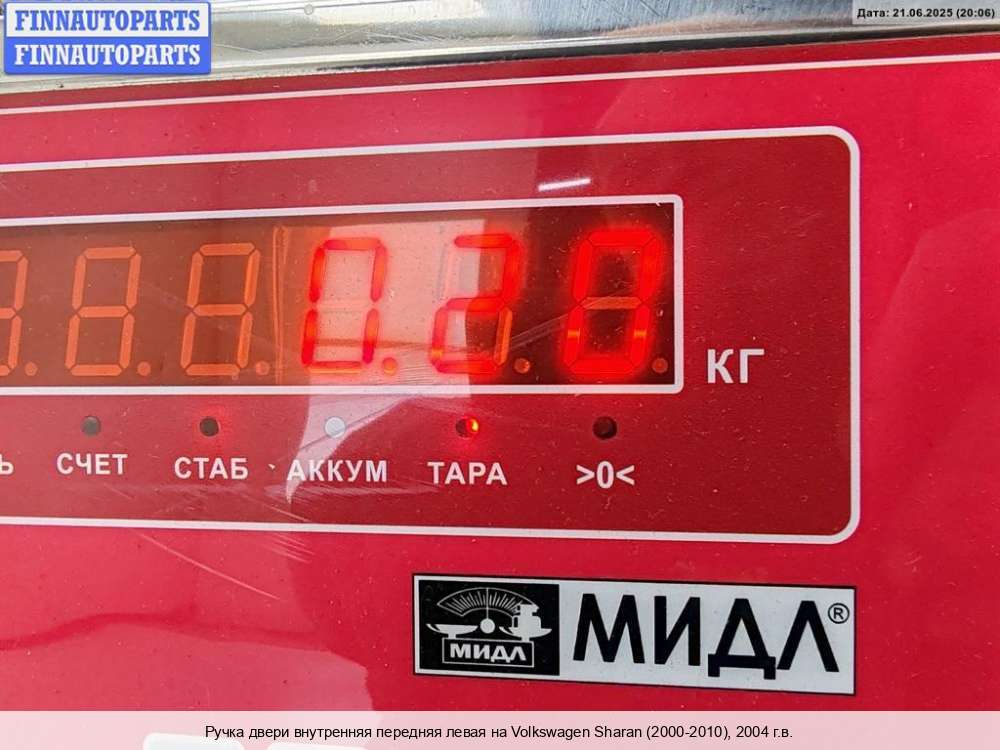 FINNAUTOPARTS
FINNAUTOPARTS
Дата: 21.06.2025 (20:06)
0.20
КГ
СЧЕТ СТАБ АККУМ ТАРА >0<
МИДЛ
МИДЛ®
Ручка двери внутренняя передняя левая на Volkswagen Sharan (2000-2010), 2004 г.в.